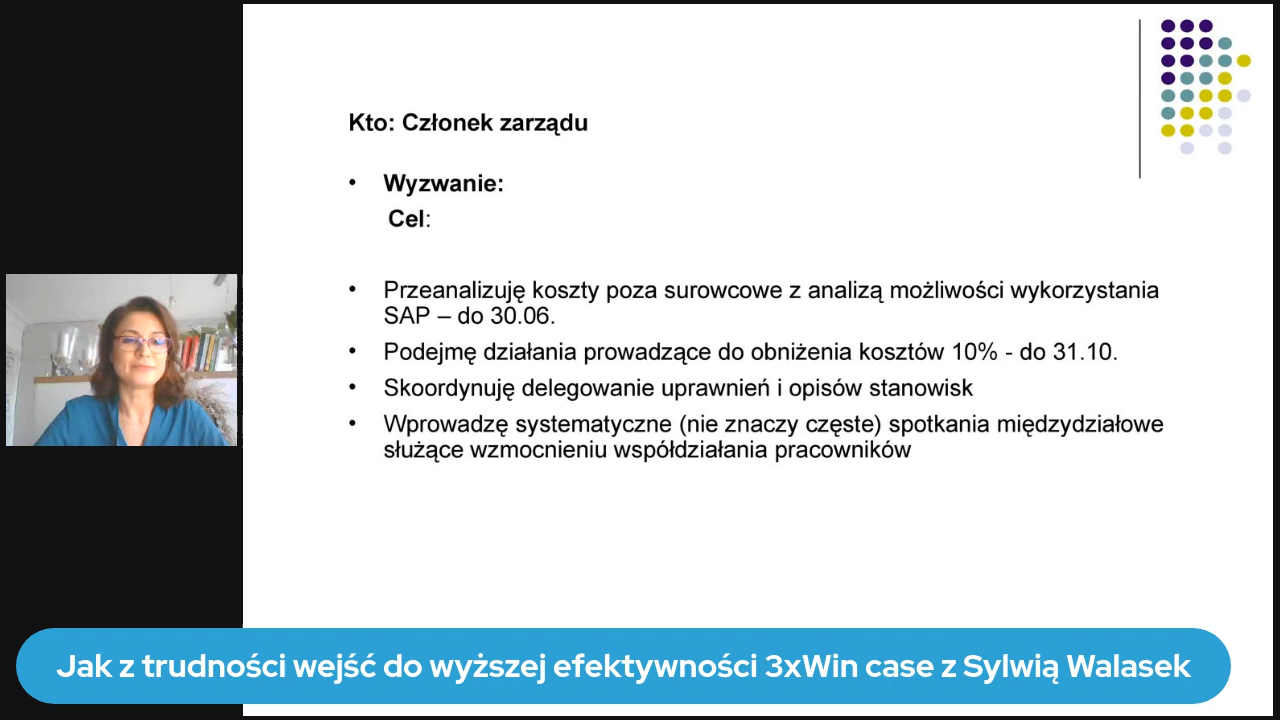 Kto: Członek zarządu
• Wyzwanie:
Cel:
• Przeanalizuję koszty poza surowcowe z analizą możliwości wykorzystania
SAP – do 30.06.
• Podejmę działania prowadzące do obniżenia kosztów 10% - do 31.10.
• Skoordynuję delegowanie uprawnień i opisów stanowisk
• Wprowadzę systematyczne (nie znaczy częste) spotkania międzydziałowe
służące wzmocnieniu współdziałania pracowników
Jak z trudności wejść do wyższej efektywności 3xWin case z Sylwią Walasek